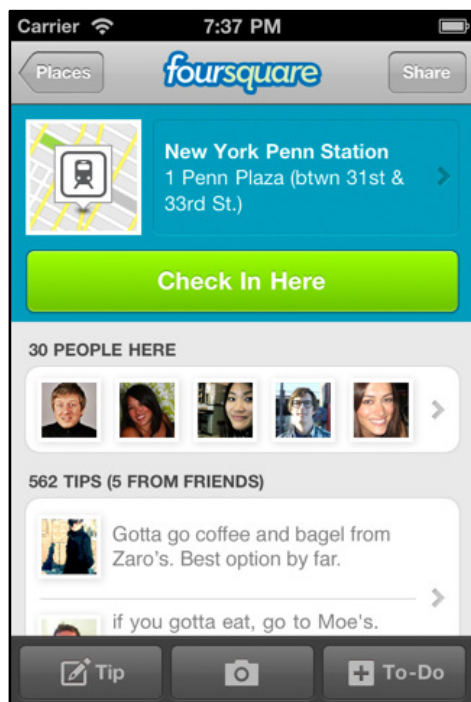 Carrier 7:37 PM
Places foursquare Share
New York Penn Station
1 Penn Plaza (btwn 31st &
33rd St.)
Check In Here
30 PEOPLE HERE
562 TIPS (5 FROM FRIENDS)
Gotta go coffee and bagel from
Zaro's. Best option by far.
if you gotta eat, go to Moe's.
Tip To-Do